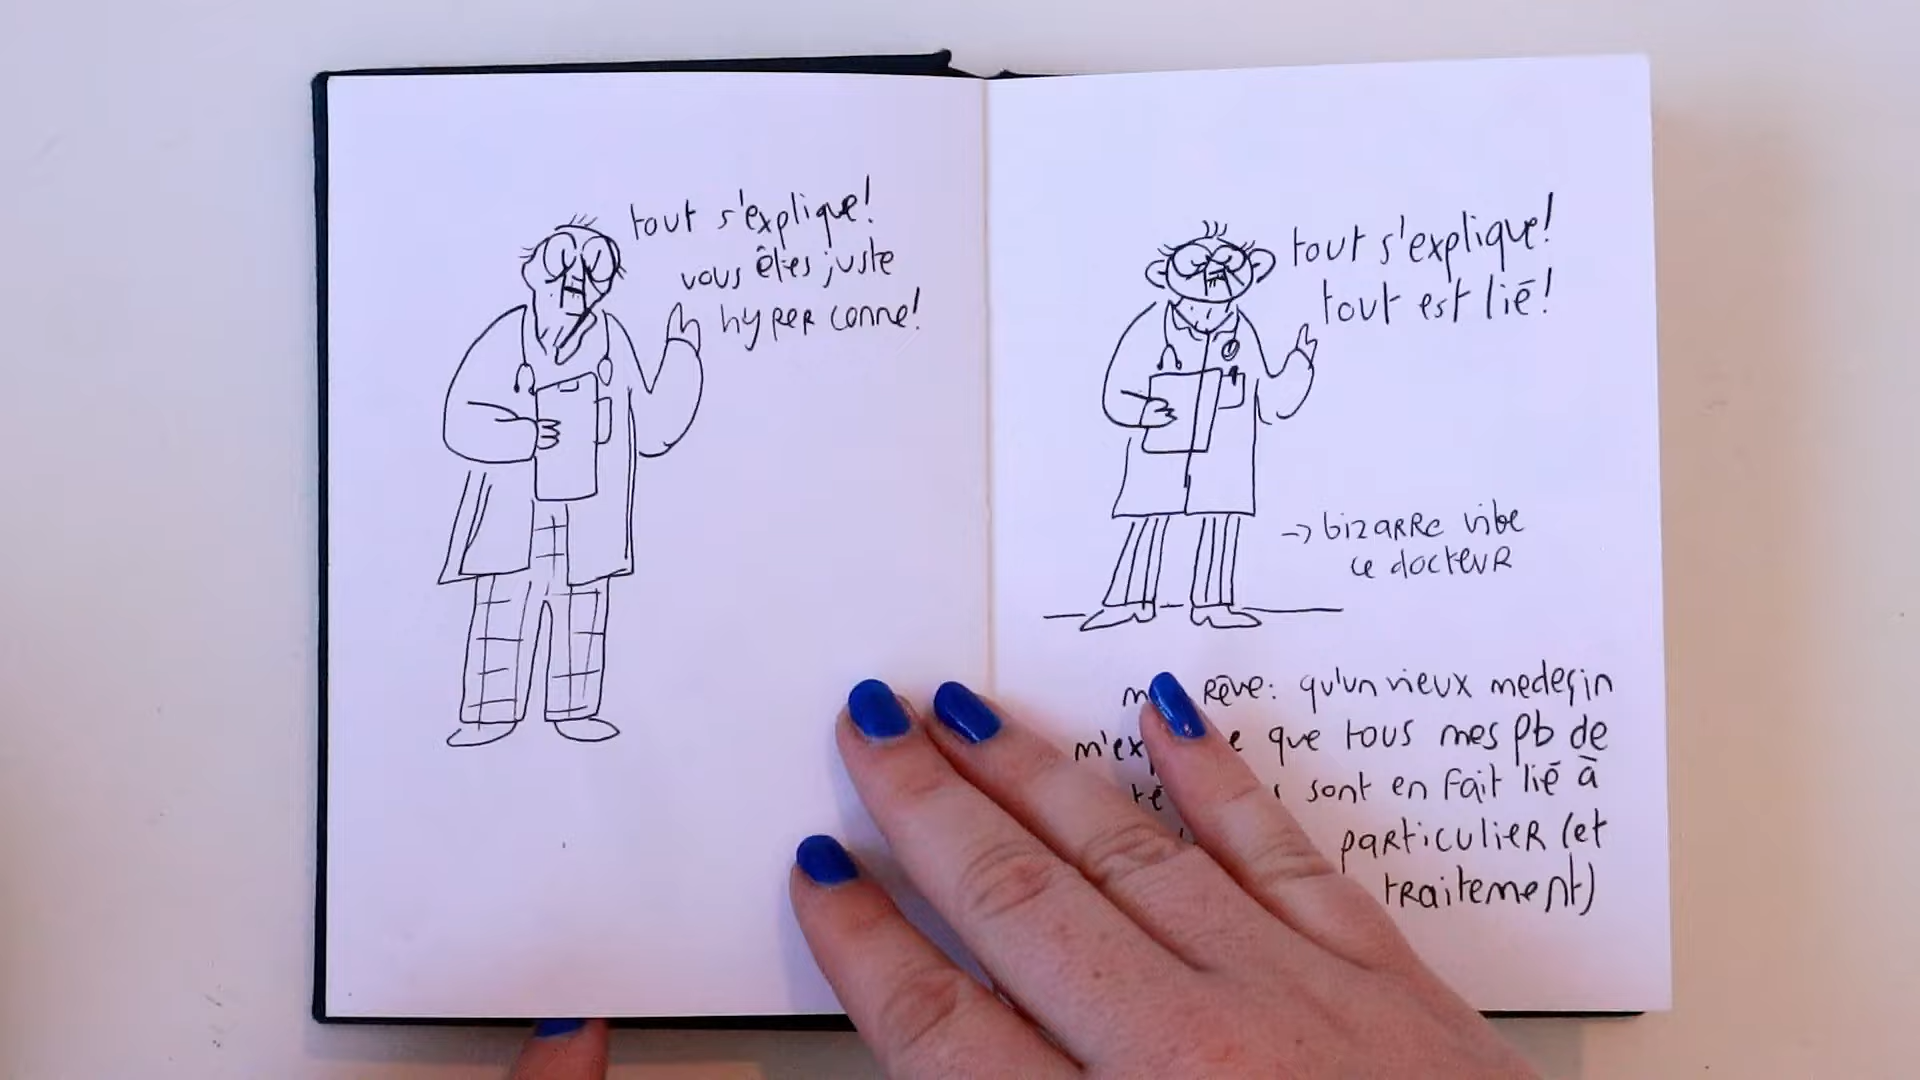 tout s'explique!
vous êtes juste
hyper conne!
tout s'explique!
tout est lié!
→ bizarre vibe
ce docteur
rêve: qu'un vieux medeçin
que tous mes pb de
sont en fait lié à
particulier (et
traitement)